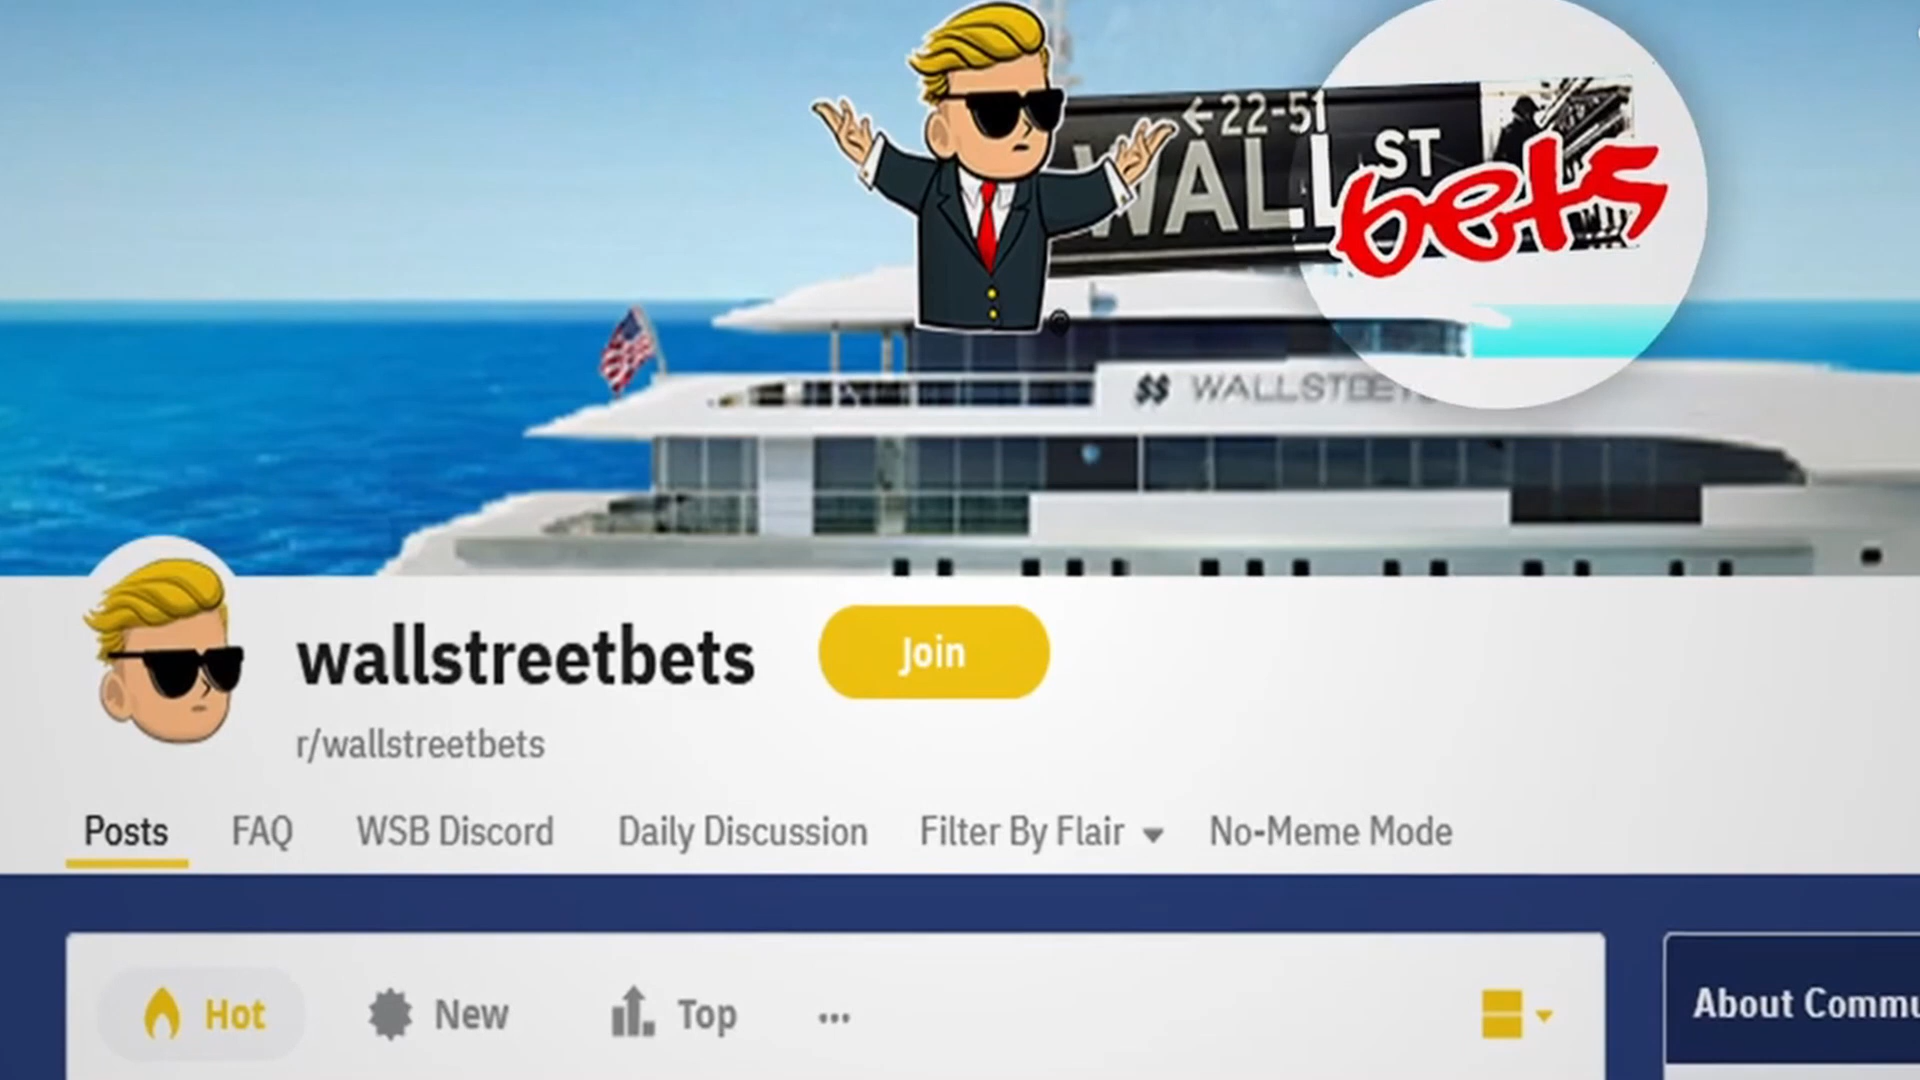 ←22-51
WALL ST
bets
$$ WALLSTBETS
wallstreetbets
Join
r/wallstreetbets
Posts FAQ WSB Discord Daily Discussion Filter By Flair No-Meme Mode
Hot New Top ...
About Commu